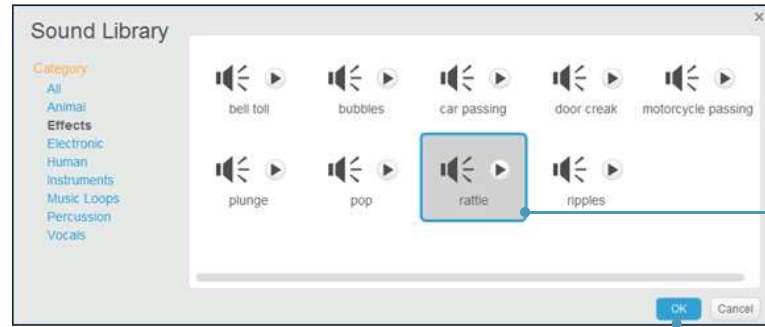 Sound Library
×
Category
All
Animal
Effects
Electronic
Human
Instruments
Music Loops
Percussion
Vocals
bell toll
bubbles
car passing
door creak
motorcycle passing
plunge
pop
rattle
ripples
OK
Cancel